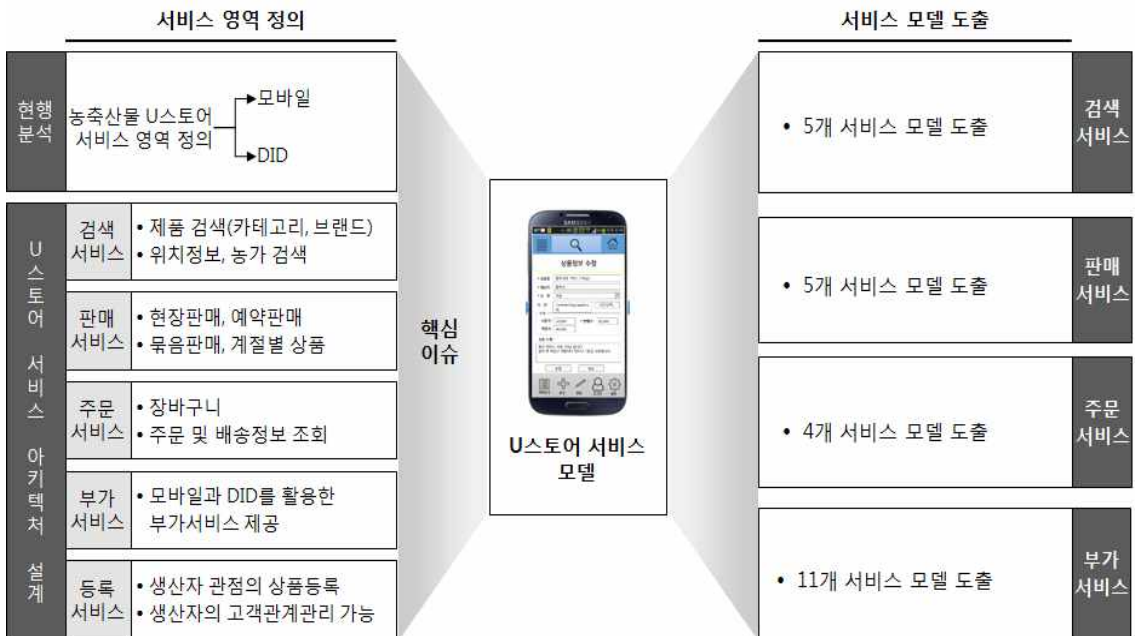 서비스 영역 정의
현행
분석
농축산물 U스토어
서비스 영역 정의
모바일
DID
U스토어 서비스 아키텍처 설계
검색
서비스
• 제품 검색(카테고리, 브랜드)
• 위치정보, 농가 검색
판매
서비스
• 현장판매, 예약판매
• 묶음판매, 계절별 상품
주문
서비스
• 장바구니
• 주문 및 배송정보 조회
부가
서비스
• 모바일과 DID를 활용한
부가서비스 제공
등록
서비스
• 생산자 관점의 상품등록
• 생산자의 고객관계관리 가능
핵심
이슈
SAMSUNG
상품정보 수정
U스토어 서비스
모델
서비스 모델 도출
• 5개 서비스 모델 도출
검색
서비스
• 5개 서비스 모델 도출
판매
서비스
• 4개 서비스 모델 도출
주문
서비스
• 11개 서비스 모델 도출
부가
서비스